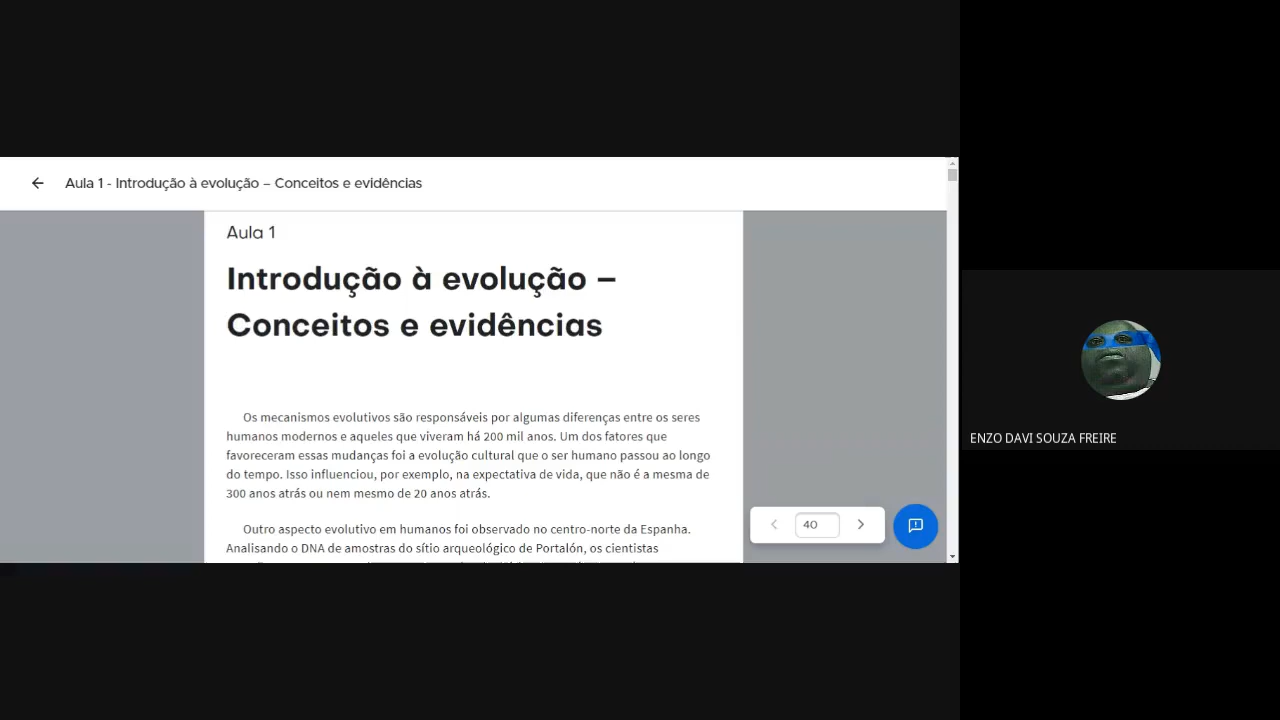 Aula 1 - Introdução à evolução – Conceitos e evidências
Aula 1
Introdução à evolução –
Conceitos e evidências
Os mecanismos evolutivos são responsáveis por algumas diferenças entre os seres
humanos modernos e aqueles que viveram há 200 mil anos. Um dos fatores que
favoreceram essas mudanças foi a evolução cultural que o ser humano passou ao longo
do tempo. Isso influenciou, por exemplo, na expectativa de vida, que não é a mesma de
300 anos atrás ou nem mesmo de 20 anos atrás.
Outro aspecto evolutivo em humanos foi observado no centro-norte da Espanha.
Analisando o DNA de amostras do sítio arqueológico de Portalón, os cientistas
40
ENZO DAVI SOUZA FREIRE